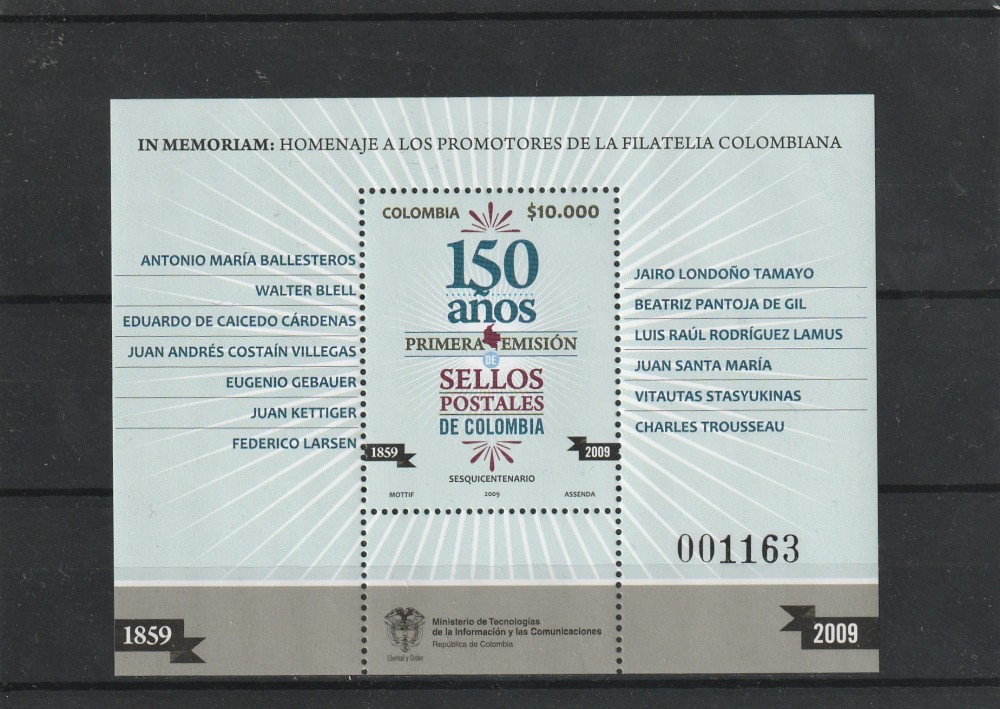 IN MEMORIAM: HOMENAJE A LOS PROMOTORES DE LA FILATELIA COLOMBIANA
ANTONIO MARÍA BALLESTEROS
WALTER BLELL
EDUARDO DE CAICEDO CÁRDENAS
JUAN ANDRÉS COSTAÍN VILLEGAS
EUGENIO GEBAUER
JUAN KETTIGER
FEDERICO LARSEN
COLOMBIA $10.000
150
años
PRIMERA EMISIÓN
DE
SELLOS
POSTALES
DE COLOMBIA
1859 2009
SESQUICENTENARIO
MOTTIF 2009 ASSENDA
JAIRO LONDOÑO TAMAYO
BEATRIZ PANTOJA DE GIL
LUIS RAÚL RODRÍGUEZ LAMUS
JUAN SANTA MARÍA
VITAUTAS STASYUKINAS
CHARLES TROUSSEAU
001163
1859
Libertad y Orden
Ministerio de Tecnologías
de la Información y las Comunicaciones
República de Colombia
2009